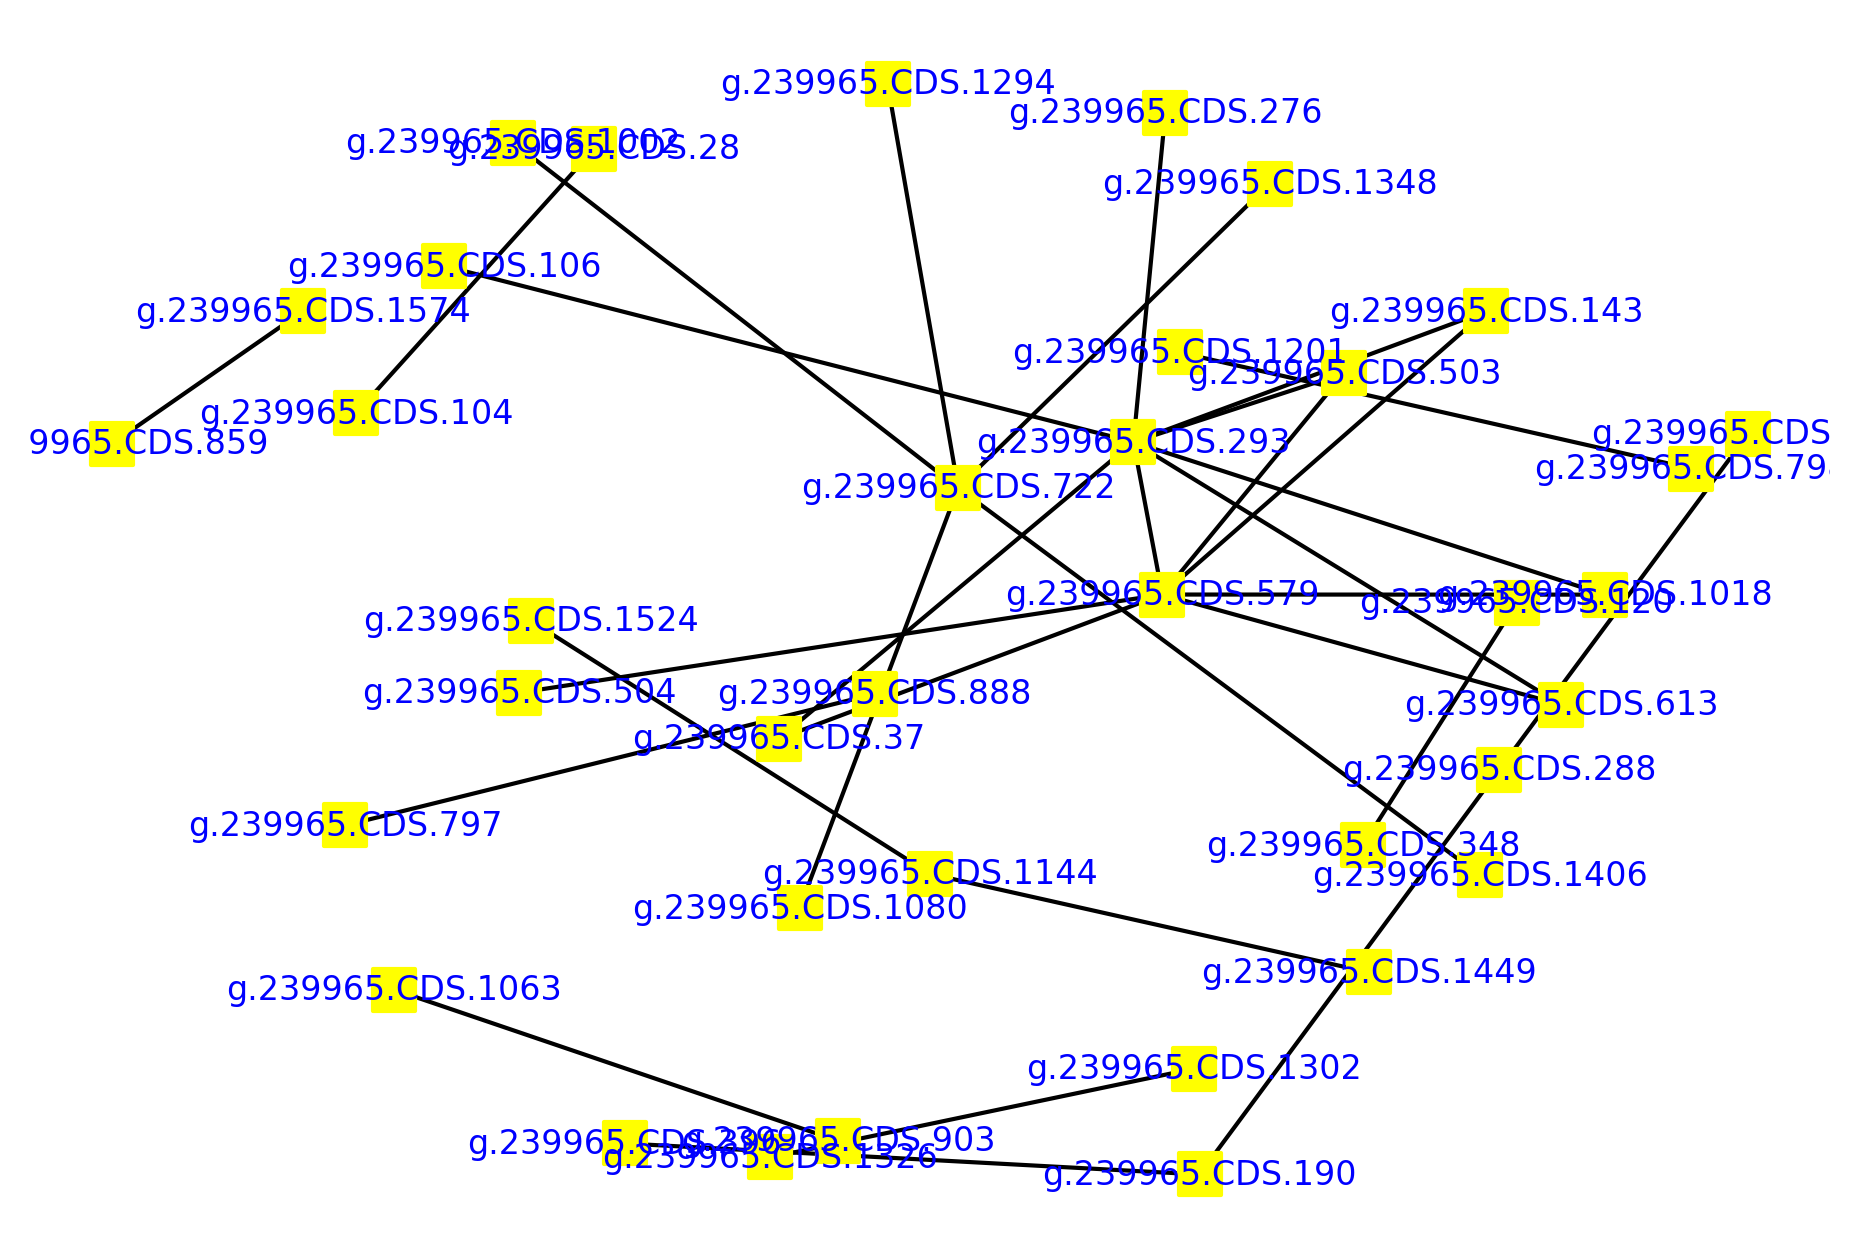 g.239965.CDS.1294
g.239965.CDS.276
g.239965.CDS.1002
g.239965.CDS.28
g.239965.CDS.1348
g.239965.CDS.106
g.239965.CDS.1574
g.239965.CDS.143
g.239965.CDS.1201
g.239965.CDS.503
g.239965.CDS.104
9965.CDS.859
g.239965.CDS.293
g.239965.CDS
g.239965.CDS.79
g.239965.CDS.722
g.239965.CDS.579
g.239965.CDS.120
g.239965.CDS.1018
g.239965.CDS.1524
g.239965.CDS.504
g.239965.CDS.888
g.239965.CDS.613
g.239965.CDS.37
g.239965.CDS.288
g.239965.CDS.797
g.239965.CDS.348
g.239965.CDS.1144
g.239965.CDS.1406
g.239965.CDS.1080
g.239965.CDS.1449
g.239965.CDS.1063
g.239965.CDS.1302
g.239965.CDS.903
g.239965.CDS.1326
g.239965.CDS.190